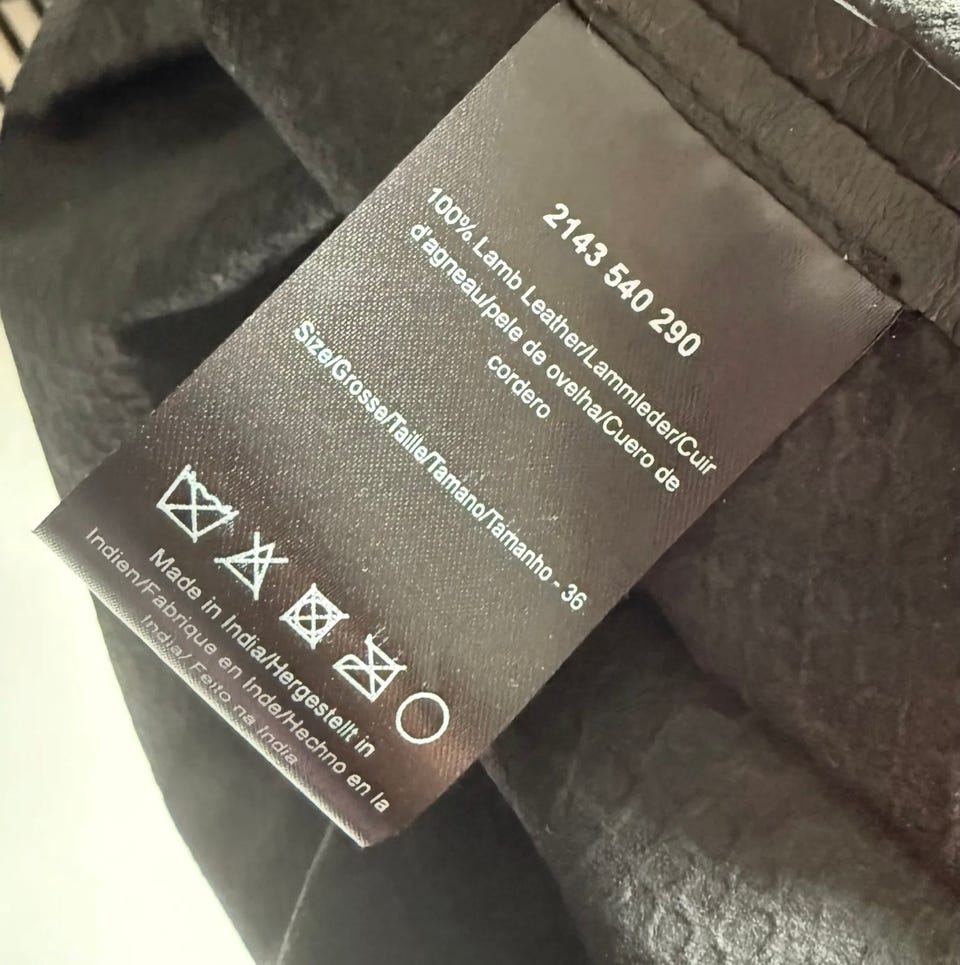 2143 540 290
100% Lamb Leather/Lammleder/Cuir
d'agneau/pele de ovelha/Cuero de
cordero
Size/Grosse/Taille/Tamano/Tamanho - 36
Made in India/Hergestellt in
Indien/Fabrique en Inde/Hechno en la
India/ Feito na India